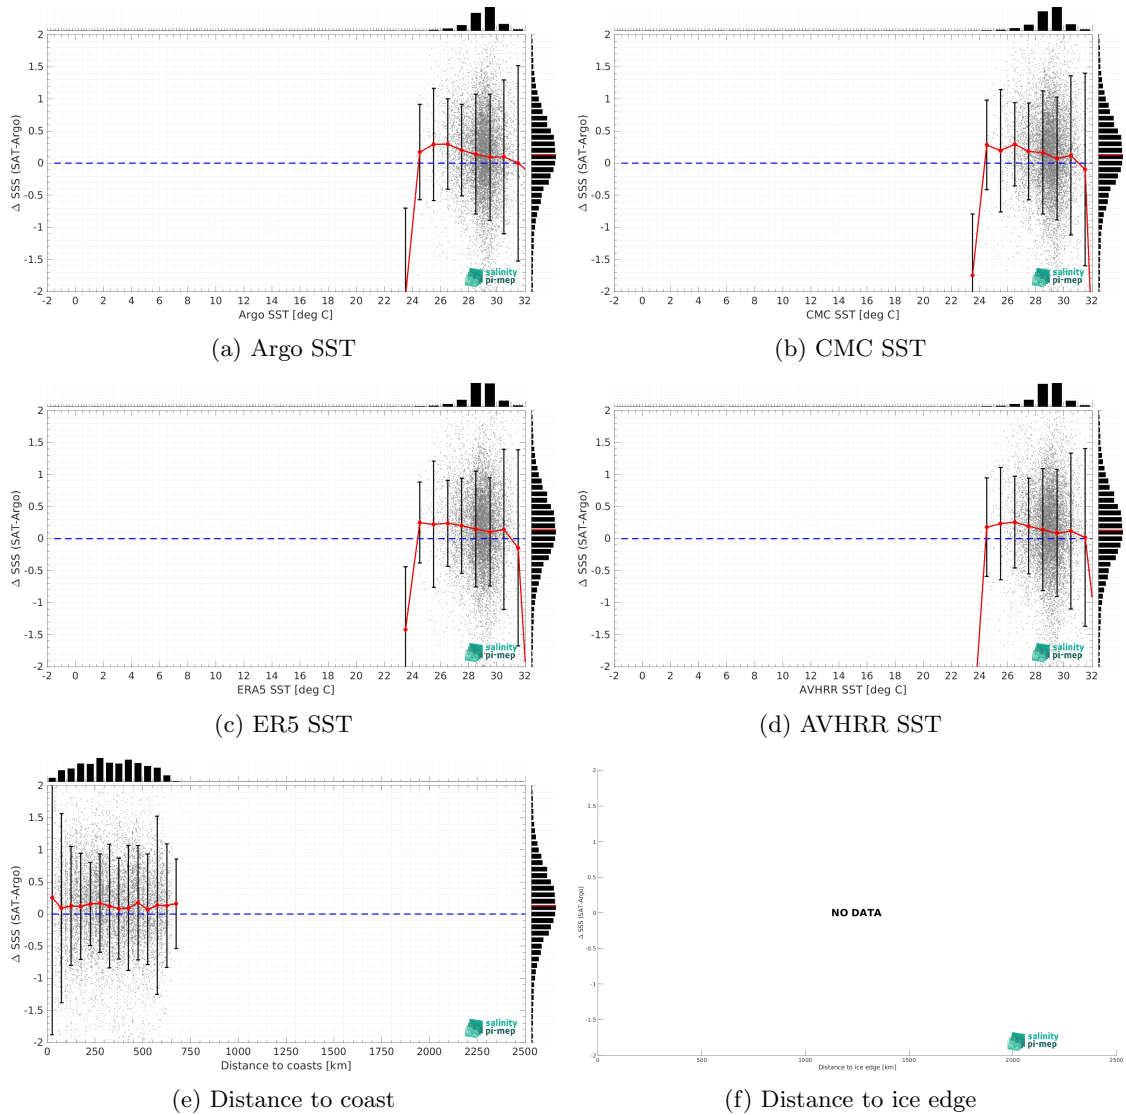 2
1.5
1
0.5
0
-0.5
-1
-1.5
-2
Δ SSS (SAT-Argo)
salinity
pi-mep
-2 0 2 4 6 8 10 12 14 16 18 20 22 24 26 28 30 32
Argo SST [deg C]
(a) Argo SST
2
1.5
1
0.5
0
-0.5
-1
-1.5
-2
Δ SSS (SAT-Argo)
salinity
pi-mep
-2 0 2 4 6 8 10 12 14 16 18 20 22 24 26 28 30 32
CMC SST [deg C]
(b) CMC SST
2
1.5
1
0.5
0
-0.5
-1
-1.5
-2
Δ SSS (SAT-Argo)
salinity
pi-mep
-2 0 2 4 6 8 10 12 14 16 18 20 22 24 26 28 30 32
ERA5 SST [deg C]
(c) ER5 SST
2
1.5
1
0.5
0
-0.5
-1
-1.5
-2
Δ SSS (SAT-Argo)
salinity
pi-mep
-2 0 2 4 6 8 10 12 14 16 18 20 22 24 26 28 30 32
AVHRR SST [deg C]
(d) AVHRR SST
2
1.5
1
0.5
0
-0.5
-1
-1.5
-2
Δ SSS (SAT-Argo)
salinity
pi-mep
0 250 500 750 1000 1250 1500 1750 2000 2250 2500
Distance to coasts [km]
(e) Distance to coast
2
1.5
1
0.5
0
-0.5
-1
-1.5
-2
Δ SSS (SAT-Argo)
NO DATA
salinity
pi-mep
0 500 1000 1500 2000 2500
Distance to ice edge [km]
(f) Distance to ice edge